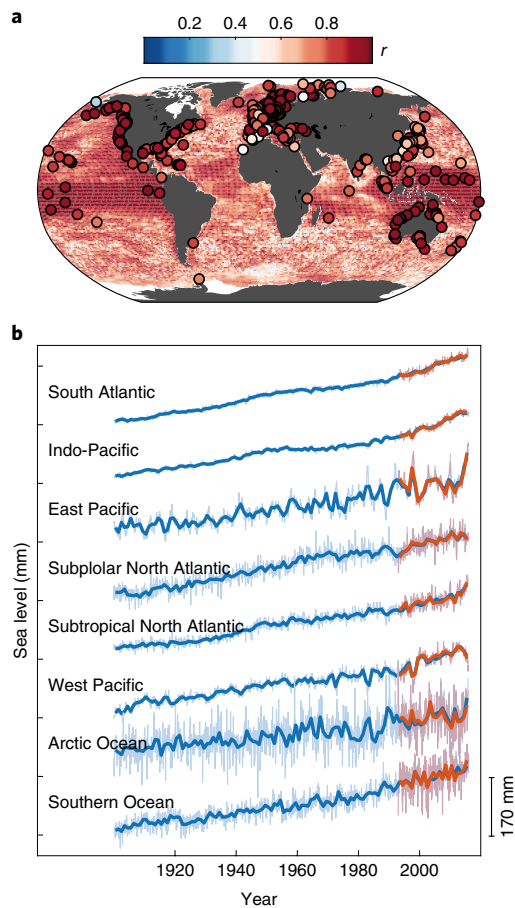 a
0.2 0.4 0.6 0.8
r
b
South Atlantic
Indo-Pacific
East Pacific
Subplolar North Atlantic
Subtropical North Atlantic
West Pacific
Arctic Ocean
Southern Ocean
Sea level (mm)
170 mm
1920 1940 1960 1980 2000
Year